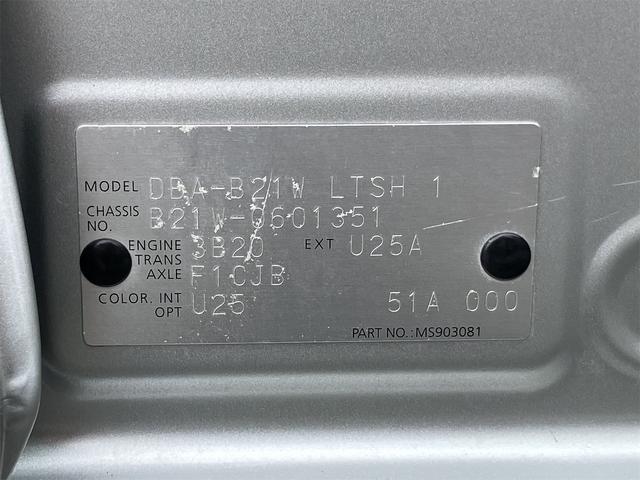 MODEL DBA-B21W LTSH 1
CHASSIS NO. B21W-0601351
ENGINE 3B20 EXT U25A
TRANS AXLE F1CJB
COLOR. INT OPT U25 51A 000
PART NO.:MS903081